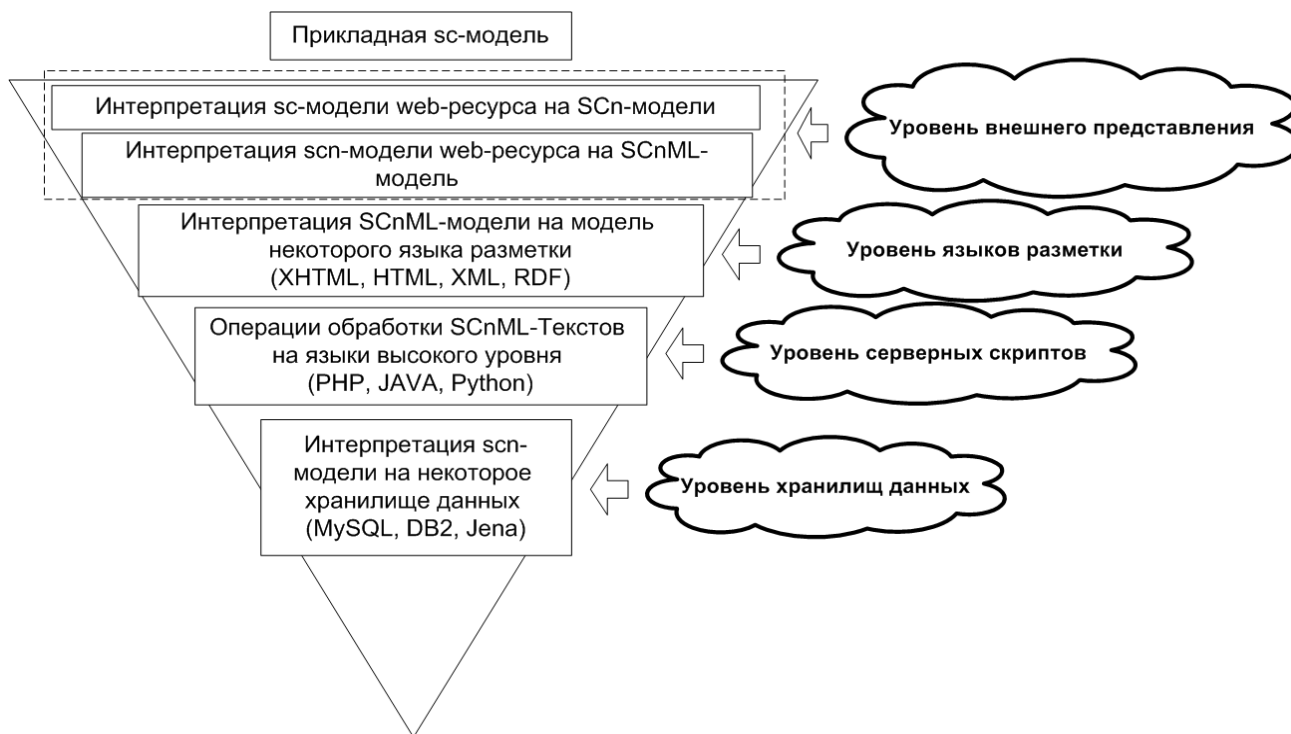 Прикладная sc-модель
Интерпретация sc-модели web-ресурса на SCn-модели
Уровень внешнего представления
Интерпретация scn-модели web-ресурса на SCnML-
модель
Интерпретация SCnML-модели на модель
некоторого языка разметки
(XHTML, HTML, XML, RDF)
Уровень языков разметки
Операции обработки SCnML-Текстов
на языки высокого уровня
(PHP, JAVA, Python)
Уровень серверных скриптов
Интерпретация scn-
модели на некоторое
хранилище данных
(MySQL, DB2, Jena)
Уровень хранилищ данных